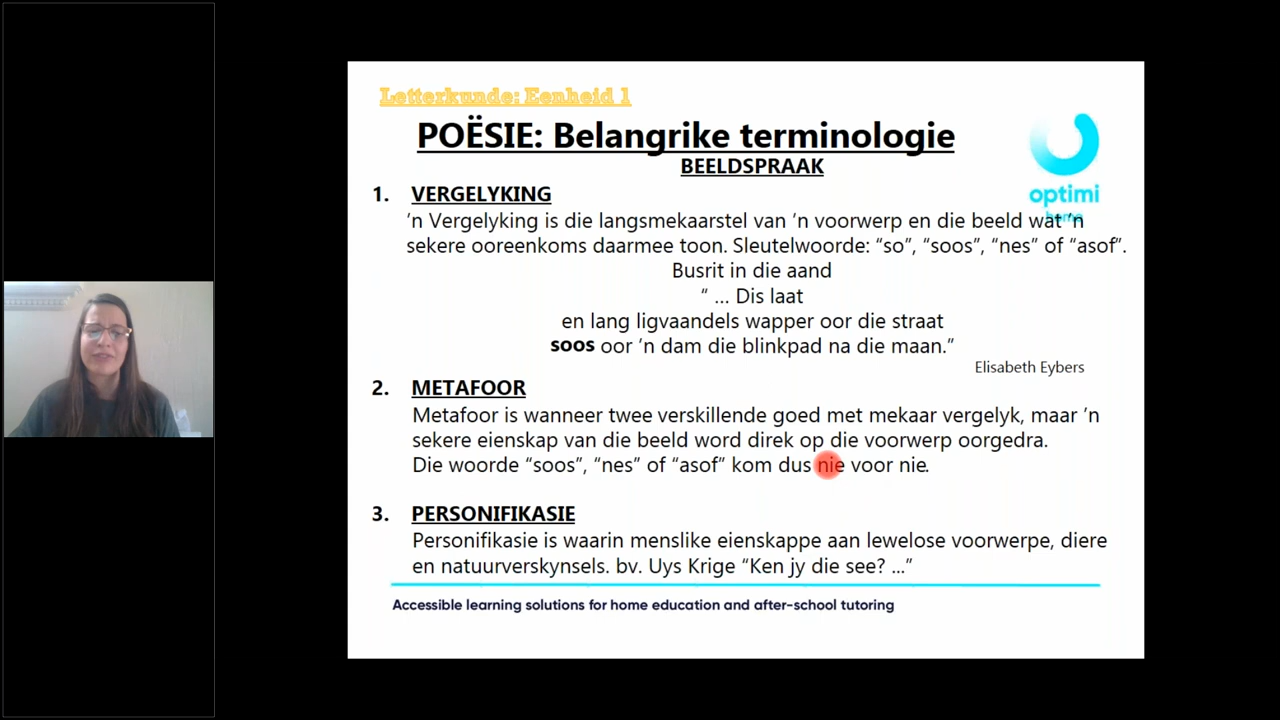 Letterkunde: Eenheid 1
POËSIE: Belangrike terminologie
BEELDSPRAAK
optimi
home
1. VERGELYKING
‘n Vergelyking is die langsmekaarstel van ‘n voorwerp en die beeld wat ‘n
sekere ooreenkoms daarmee toon. Sleutelwoorde: “so”, “soos”, “nes” of “asof”.
Busrit in die aand
“ ... Dis laat
en lang ligvaandels wapper oor die straat
soos oor ‘n dam die blinkpad na die maan.”
Elisabeth Eybers
2. METAFOOR
Metafoor is wanneer twee verskillende goed met mekaar vergelyk, maar ‘n
sekere eienskap van die beeld word direk op die voorwerp oorgedra.
Die woorde “soos”, “nes” of “asof” kom dus nie voor nie.
3. PERSONIFIKASIE
Personifikasie is waarin menslike eienskappe aan lewelose voorwerpe, diere
en natuurverskynsels. bv. Uys Krige “Ken jy die see? ...”
Accessible learning solutions for home education and after-school tutoring